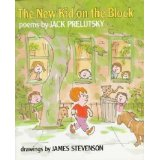 The New Kid on the Block
poems by JACK PRELUTSKY
drawings by JAMES STEVENSON